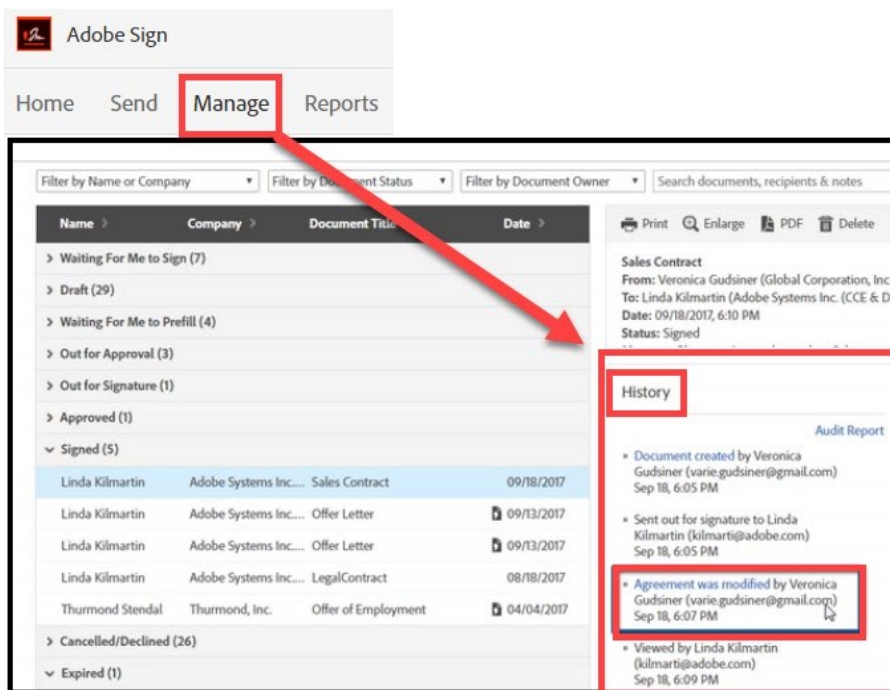 Adobe Sign
Home Send Manage Reports
Filter by Name or Company Filter by Document Status Filter by Document Owner Search documents, recipients & notes
Name Company Document Title Date
Waiting For Me to Sign (7)
Draft (29)
Waiting For Me to Prefill (4)
Out for Approval (3)
Out for Signature (1)
Approved (1)
Signed (5)
Linda Kilmartin Adobe Systems Inc.... Sales Contract 09/18/2017
Linda Kilmartin Adobe Systems Inc.... Offer Letter 09/13/2017
Linda Kilmartin Adobe Systems Inc.... Offer Letter 09/13/2017
Linda Kilmartin Adobe Systems Inc.... LegalContract 08/18/2017
Thurmond Stendal Thurmond, Inc. Offer of Employment 04/04/2017
Cancelled/Declined (26)
Expired (1)
Print Enlarge PDF Delete
Sales Contract
From: Veronica Gudsiner (Global Corporation, Inc
To: Linda Kilmartin (Adobe Systems Inc. (CCE & D
Date: 09/18/2017, 6:10 PM
Status: Signed
History
Audit Report
Document created by Veronica
Gudsiner (varie.gudsiner@gmail.com)
Sep 18, 6:05 PM
Sent out for signature to Linda
Kilmartin (kilmarti@adobe.com)
Sep 18, 6:05 PM
Agreement was modified by Veronica
Gudsiner (varie.gudsiner@gmail.com)
Sep 18, 6:07 PM
Viewed by Linda Kilmartin
(kilmarti@adobe.com)
Sep 18, 6:09 PM